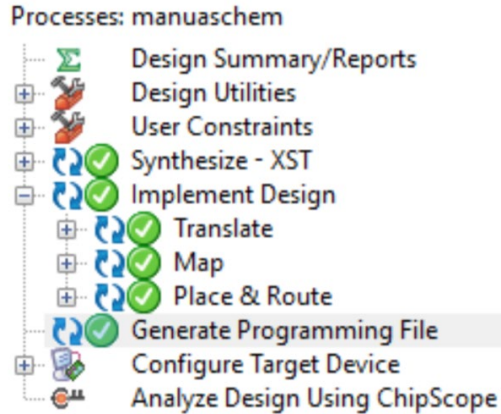 Processes: manuaschem
Design Summary/Reports
Design Utilities
User Constraints
Synthesize - XST
Implement Design
Translate
Map
Place & Route
Generate Programming File
Configure Target Device
Analyze Design Using ChipScope